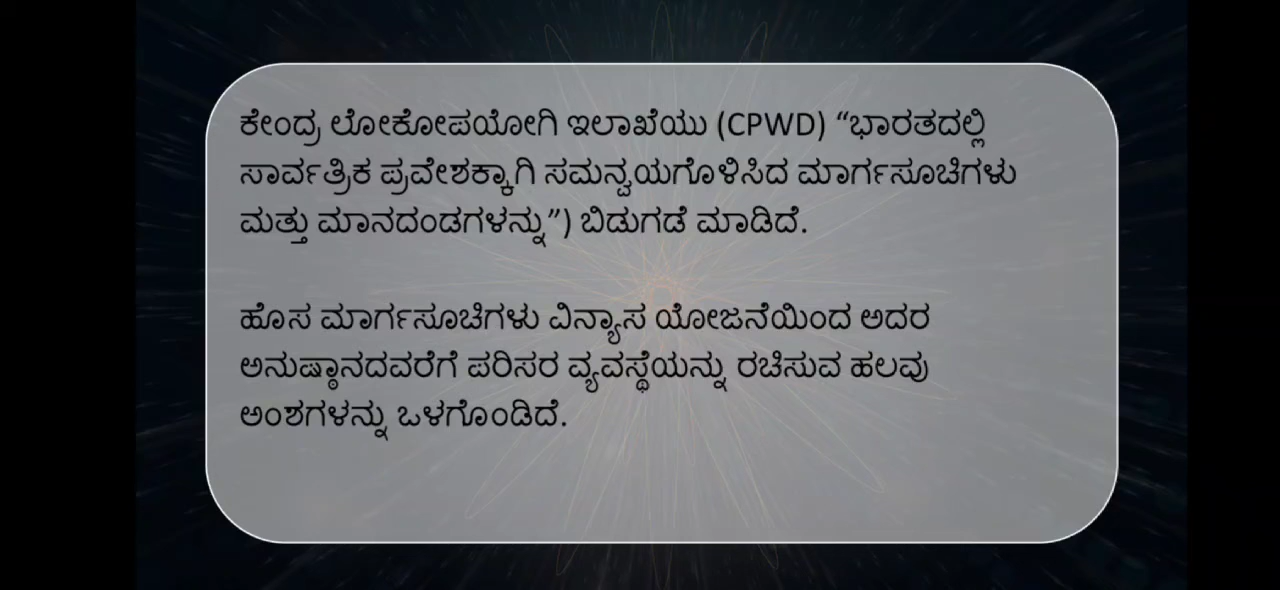 ಕೇಂದ್ರ ಲೋಕೋಪಯೋಗಿ ಇಲಾಖೆಯು (CPWD) “ಭಾರತದಲ್ಲಿ
ಸಾರ್ವತ್ರಿಕ ಪ್ರವೇಶಕ್ಕಾಗಿ ಸಮನ್ವಯಗೊಳಿಸಿದ ಮಾರ್ಗಸೂಚಿಗಳು
ಮತ್ತು ಮಾನದಂಡಗಳನ್ನು”) ಬಿಡುಗಡೆ ಮಾಡಿದೆ.
ಹೊಸ ಮಾರ್ಗಸೂಚಿಗಳು ವಿನ್ಯಾಸ ಯೋಜನೆಯಿಂದ ಅದರ
ಅನುಷ್ಠಾನದವರೆಗೆ ಪರಿಸರ ವ್ಯವಸ್ಥೆಯನ್ನು ರಚಿಸುವ ಹಲವು
ಅಂಶಗಳನ್ನು ಒಳಗೊಂಡಿದೆ.